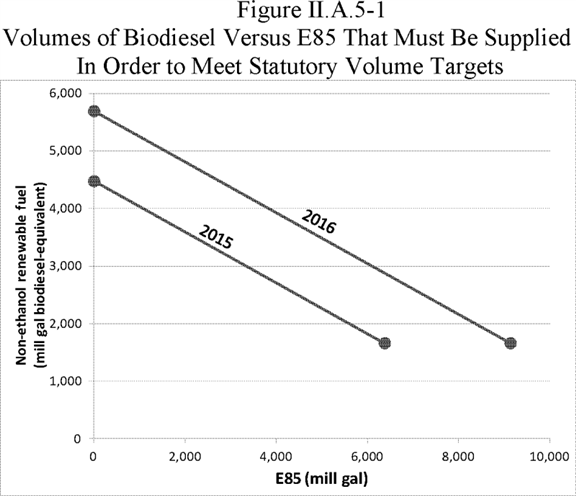 Figure II.A.5-1
Volumes of Biodiesel Versus E85 That Must Be Supplied
In Order to Meet Statutory Volume Targets
6,000
5,000
4,000
3,000
2,000
1,000
0
Non-ethanol renewable fuel
(mill gal biodiesel-equivalent)
2015
2016
0
2,000
4,000
6,000
8,000
10,000
E85 (mill gal)